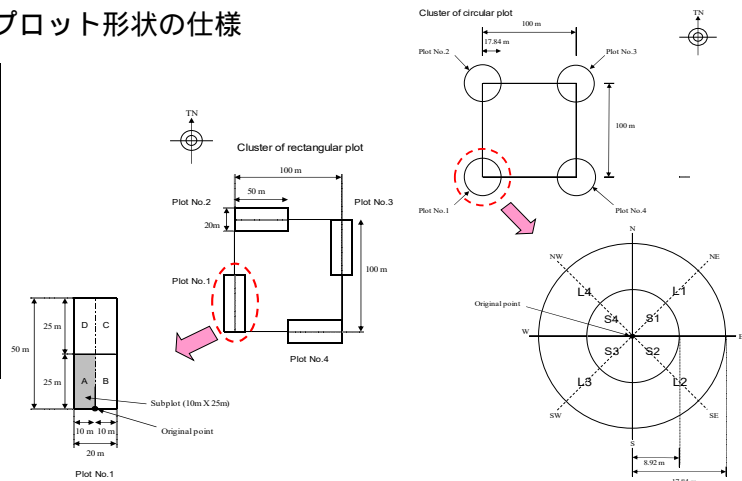 プロット形状の仕様
Cluster of circular plot
100 m
17.84 m
Plot No.2
Plot No.3
TN
100 m
Plot No.1
Plot No.4
TN
Cluster of rectangular plot
100 m
50 m
Plot No.2
Plot No.3
20m
100 m
Plot No.1
Plot No.4
50 m
25 m
25 m
D
C
A
B
Subplot (10m X 25m)
Original point
10 m
10 m
20 m
Plot No.1
N
NW
NE
L4
L1
Original point
S4
S1
W
E
S3
S2
L3
L2
SW
SE
S
8.92 m